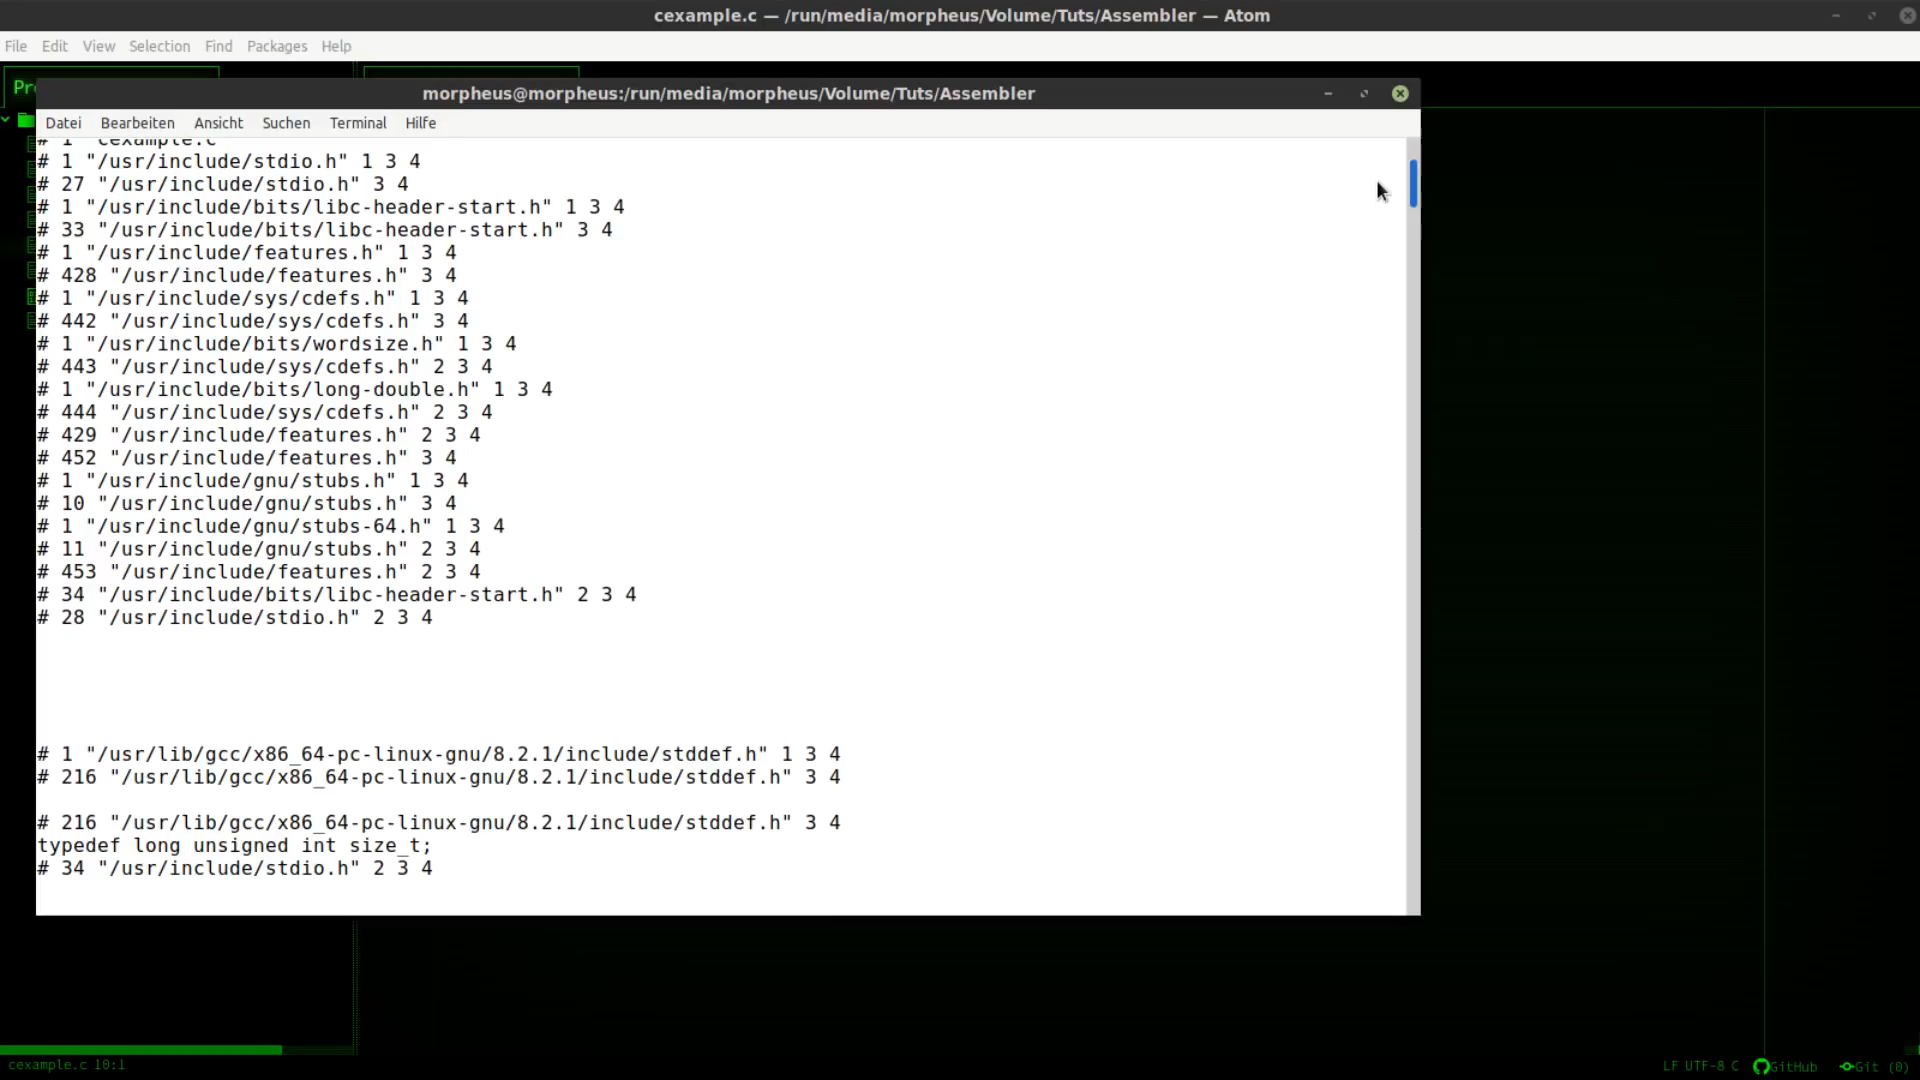 cexample.c — /run/media/morpheus/Volume/Tuts/Assembler — Atom
File Edit View Selection Find Packages Help
morpheus@morpheus:/run/media/morpheus/Volume/Tuts/Assembler
Datei Bearbeiten Ansicht Suchen Terminal Hilfe
# 1 "cexample.c"
# 1 "/usr/include/stdio.h" 1 3 4
# 27 "/usr/include/stdio.h" 3 4
# 1 "/usr/include/bits/libc-header-start.h" 1 3 4
# 33 "/usr/include/bits/libc-header-start.h" 3 4
# 1 "/usr/include/features.h" 1 3 4
# 428 "/usr/include/features.h" 3 4
# 1 "/usr/include/sys/cdefs.h" 1 3 4
# 442 "/usr/include/sys/cdefs.h" 3 4
# 1 "/usr/include/bits/wordsize.h" 1 3 4
# 443 "/usr/include/sys/cdefs.h" 2 3 4
# 1 "/usr/include/bits/long-double.h" 1 3 4
# 444 "/usr/include/sys/cdefs.h" 2 3 4
# 429 "/usr/include/features.h" 2 3 4
# 452 "/usr/include/features.h" 3 4
# 1 "/usr/include/gnu/stubs.h" 1 3 4
# 10 "/usr/include/gnu/stubs.h" 3 4
# 1 "/usr/include/gnu/stubs-64.h" 1 3 4
# 11 "/usr/include/gnu/stubs.h" 2 3 4
# 453 "/usr/include/features.h" 2 3 4
# 34 "/usr/include/bits/libc-header-start.h" 2 3 4
# 28 "/usr/include/stdio.h" 2 3 4
# 1 "/usr/lib/gcc/x86_64-pc-linux-gnu/8.2.1/include/stddef.h" 1 3 4
# 216 "/usr/lib/gcc/x86_64-pc-linux-gnu/8.2.1/include/stddef.h" 3 4
# 216 "/usr/lib/gcc/x86_64-pc-linux-gnu/8.2.1/include/stddef.h" 3 4
typedef long unsigned int size_t;
# 34 "/usr/include/stdio.h" 2 3 4
cexample.c 10:1
LF UTF-8 C GitHub Git (0)